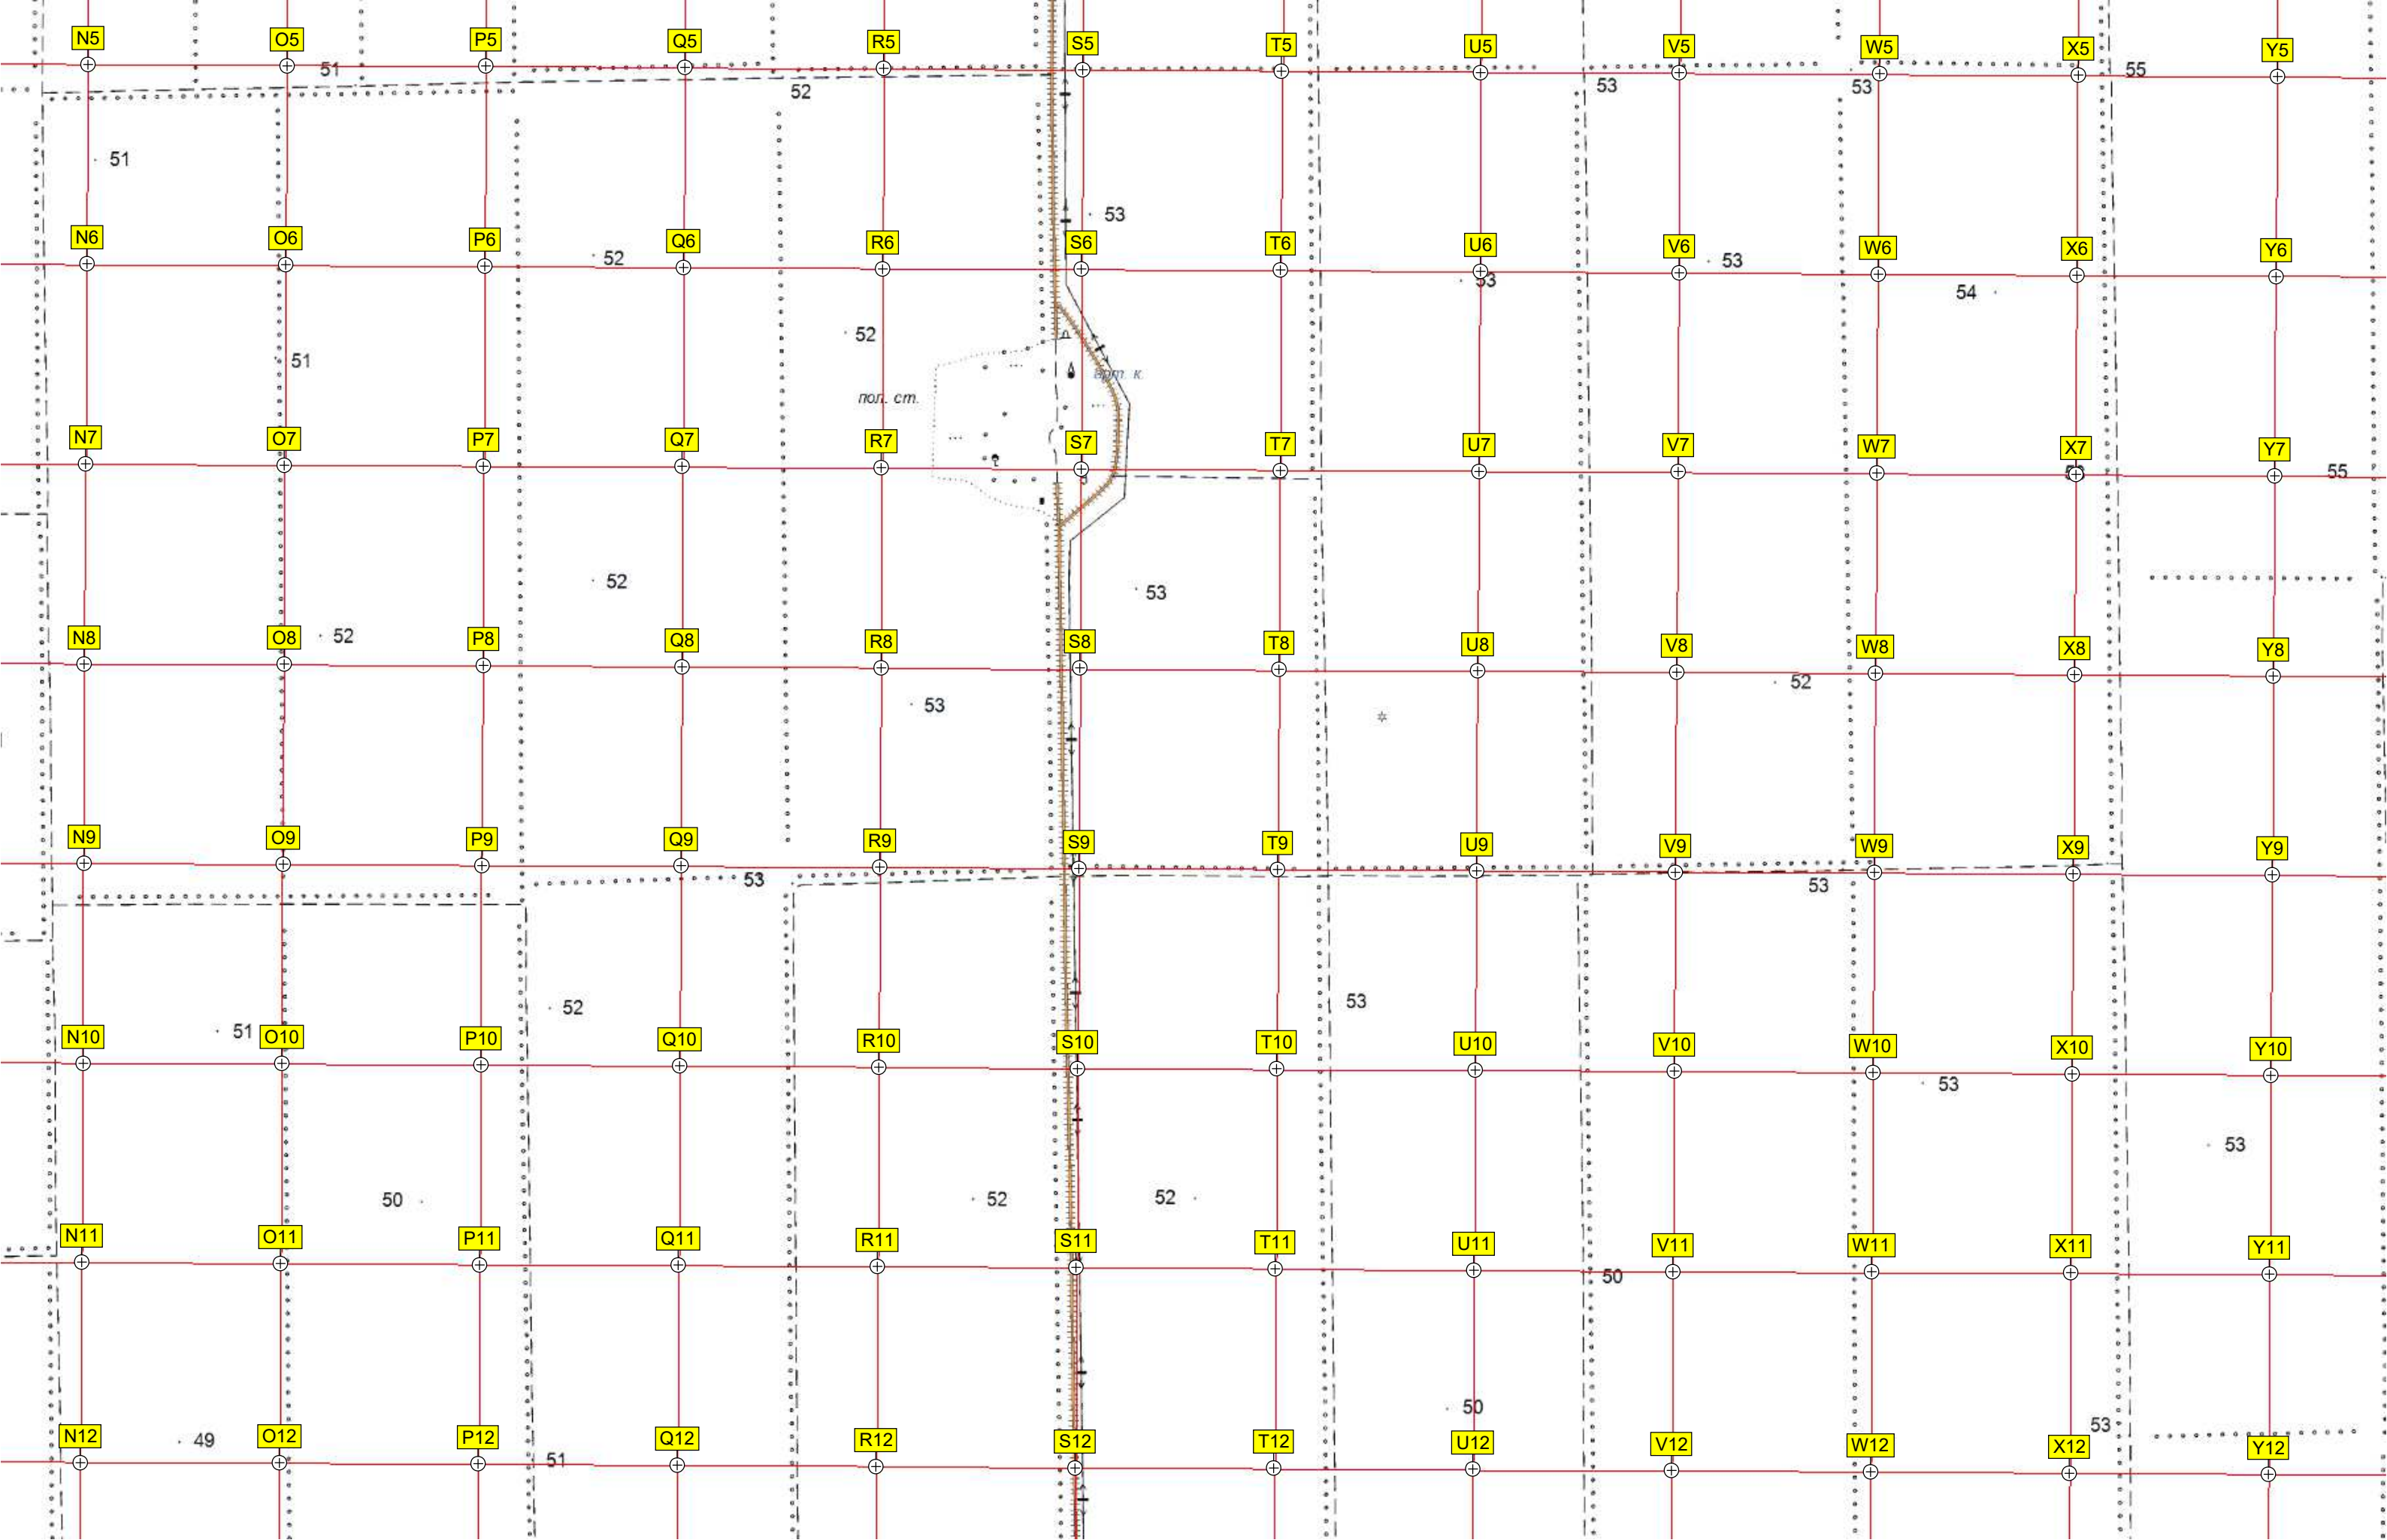 N5 O5 P5 Q5 R5 S5 T5 U5 V5 W5 X5 Y5
51 52 53 53 55
51
53
N6 O6 P6 Q6 R6 S6 T6 U6 V6 W6 X6 Y6
52 53 53
54
51 52
арт. к.
пол. ст.
N7 O7 P7 Q7 R7 S7 T7 U7 V7 W7 X7 Y7
55
52 53
N8 O8 52 P8 Q8 R8 S8 T8 U8 V8 W8 X8 Y8
52
53
N9 O9 P9 Q9 R9 S9 T9 U9 V9 W9 X9 Y9
53 53
52 53
N10 51 O10 P10 Q10 R10 S10 T10 U10 V10 W10 X10 Y10
53
53
50 52 52
N11 O11 P11 Q11 R11 S11 T11 U11 V11 W11 X11 Y11
50
50
53
N12 49 O12 P12 Q12 R12 S12 T12 U12 V12 W12 X12 Y12
51